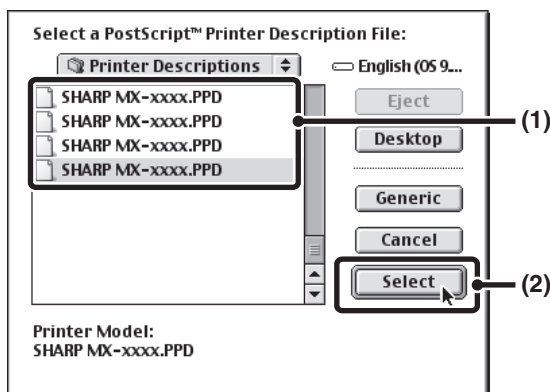 Select a PostScript™ Printer Description File:
Printer Descriptions
English (OS 9....
SHARP MX-xxxx.PPD
SHARP MX-xxxx.PPD
SHARP MX-xxxx.PPD
SHARP MX-xxxx.PPD
Eject
Desktop
Generic
Cancel
Select
(1)
(2)
Printer Model:
SHARP MX-xxxx.PPD